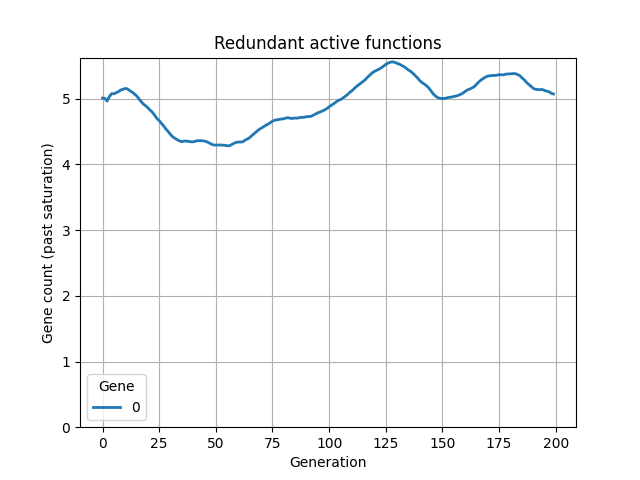 Redundant active functions
Gene count (past saturation)
5
4
3
2
1
0
Gene
0
0 25 50 75 100 125 150 175 200
Generation